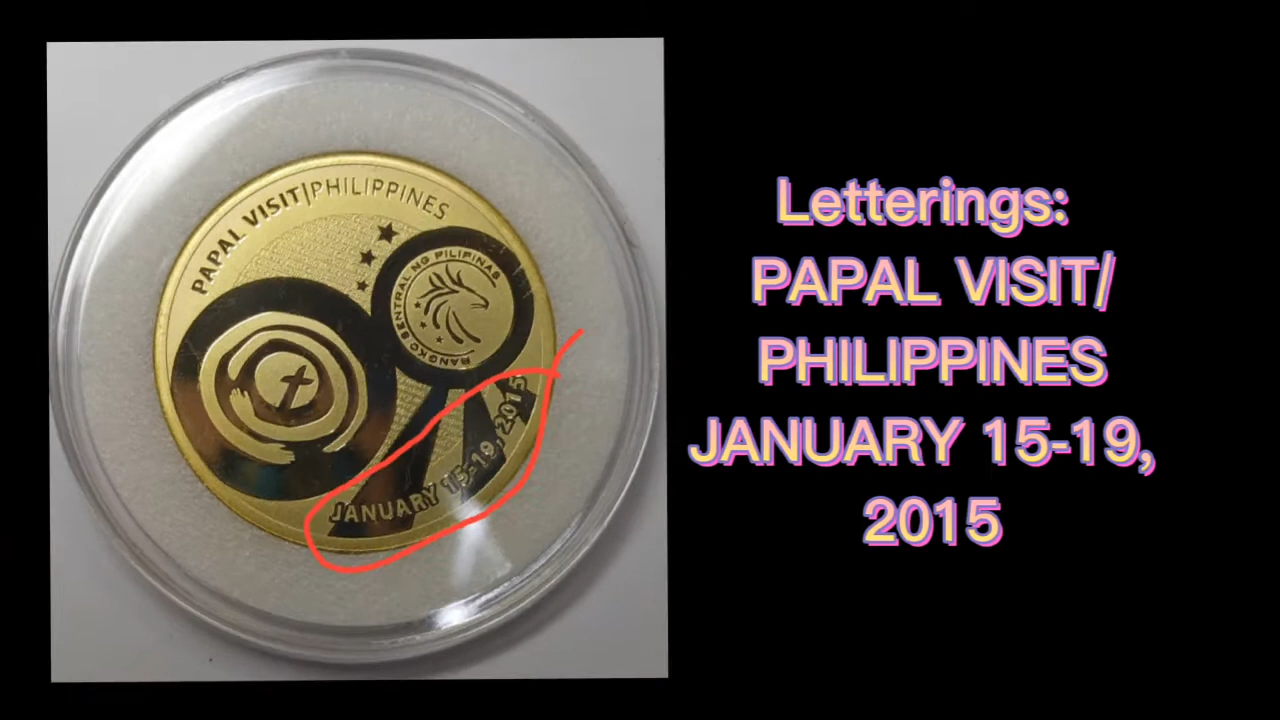 PAPAL VISIT|PHILIPPINES
BANGKO SENTRAL NG PILIPINAS
JANUARY 15-19, 2015
Letterings:
PAPAL VISIT/
PHILIPPINES
JANUARY 15-19,
2015